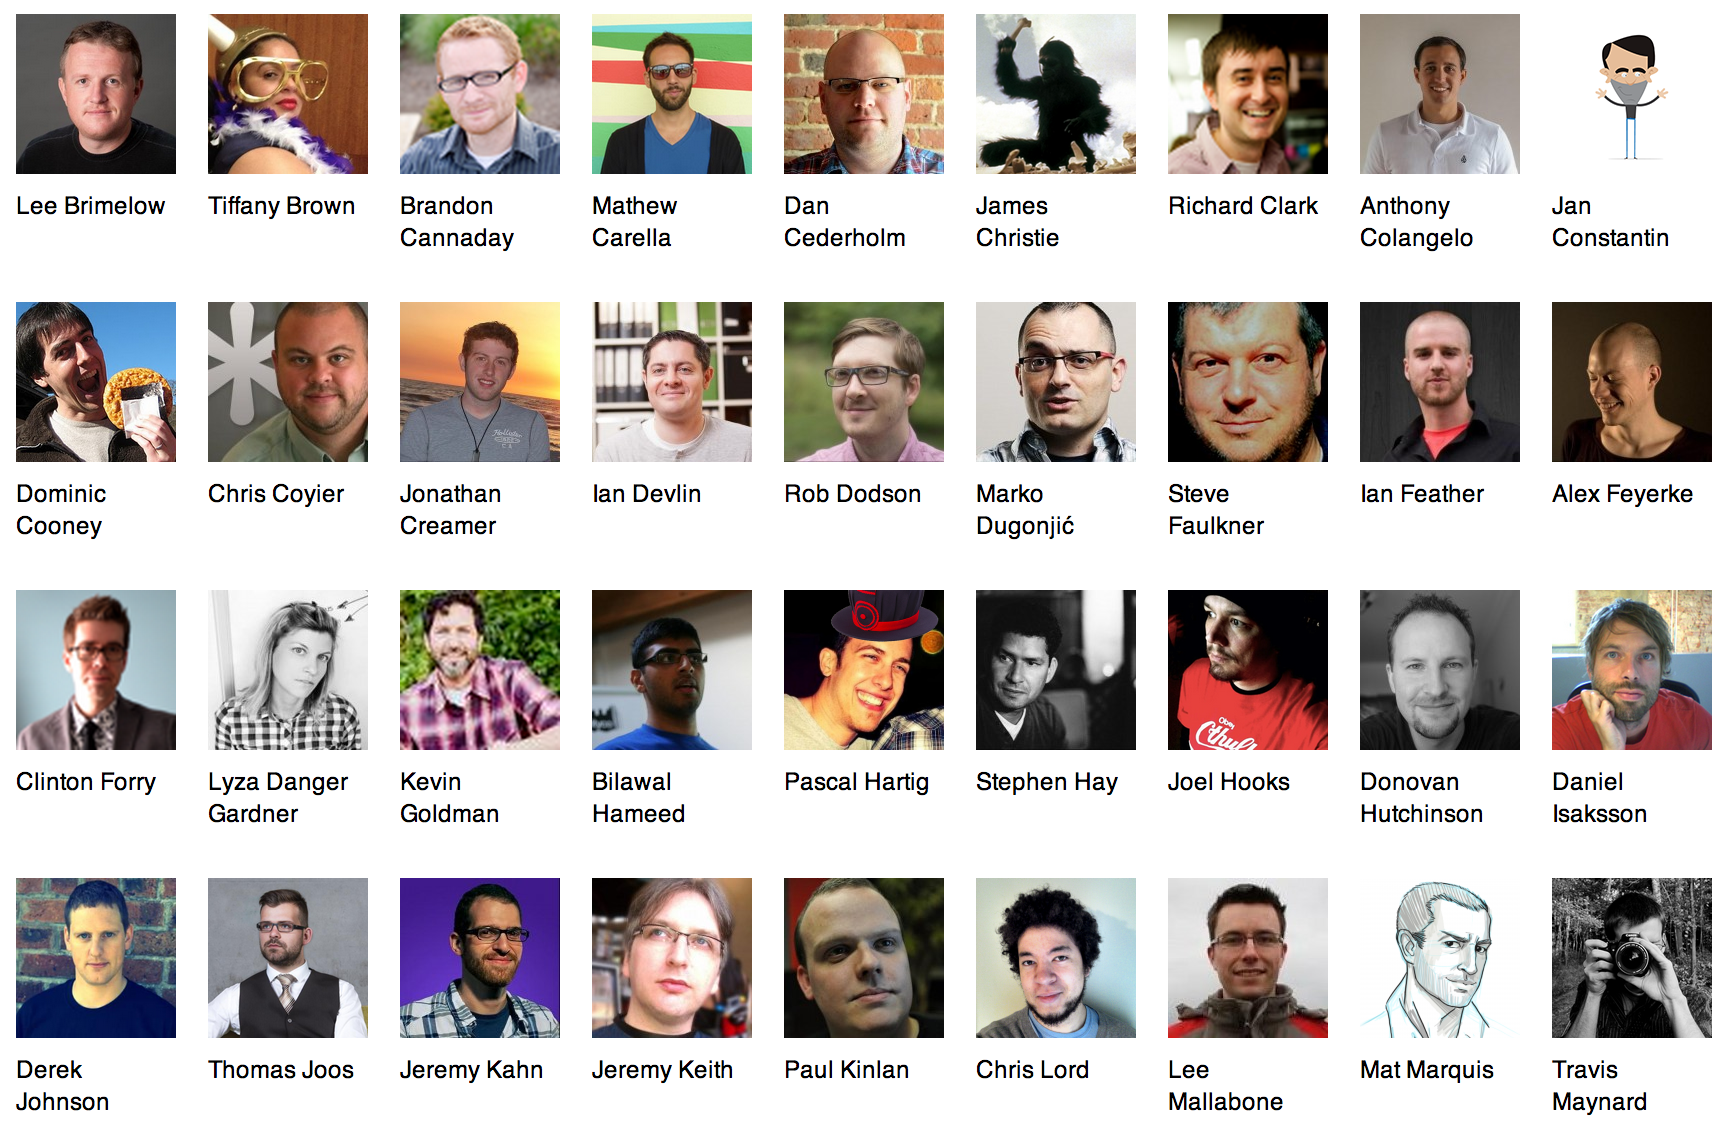 Lee Brimelow
Tiffany Brown
Brandon
Cannaday
Mathew
Carella
Dan
Cederholm
James
Christie
Richard Clark
Anthony
Colangelo
Jan
Constantin
Dominic
Cooney
Chris Coyier
Jonathan
Creamer
Ian Devlin
Rob Dodson
Marko
Dugonjić
Steve
Faulkner
Ian Feather
Alex Feyerke
Clinton Forry
Lyza Danger
Gardner
Kevin
Goldman
Bilawal
Hameed
Pascal Hartig
Stephen Hay
Obey
Joel Hooks
Donovan
Hutchinson
Daniel
Isaksson
Derek
Johnson
Thomas Joos
Jeremy Kahn
Jeremy Keith
Paul Kinlan
Chris Lord
Lee
Mallabone
Mat Marquis
Travis
Maynard